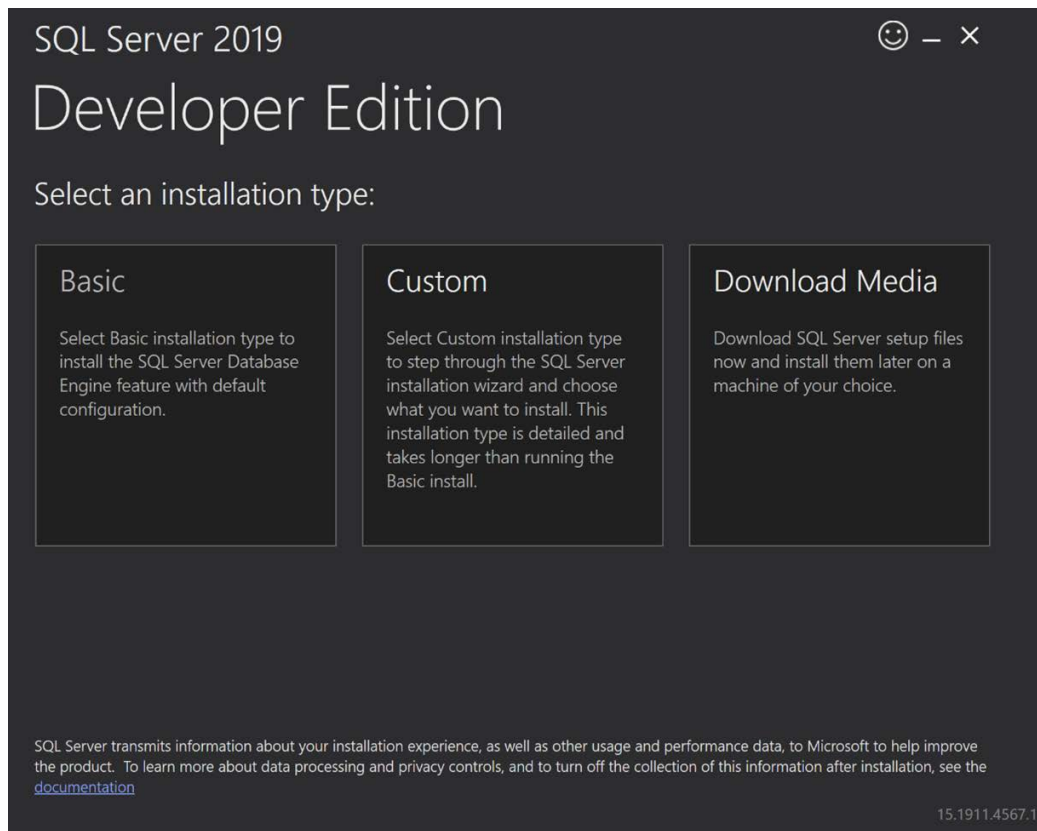 SQL Server 2019
Developer Edition
Select an installation type:
Basic
Select Basic installation type to
install the SQL Server Database
Engine feature with default
configuration.
Custom
Select Custom installation type
to step through the SQL Server
installation wizard and choose
what you want to install. This
installation type is detailed and
takes longer than running the
Basic install.
Download Media
Download SQL Server setup files
now and install them later on a
machine of your choice.
SQL Server transmits information about your installation experience, as well as other usage and performance data, to Microsoft to help improve
the product.  To learn more about data processing and privacy controls, and to turn off the collection of this information after installation, see the
documentation
15.1911.4567.1